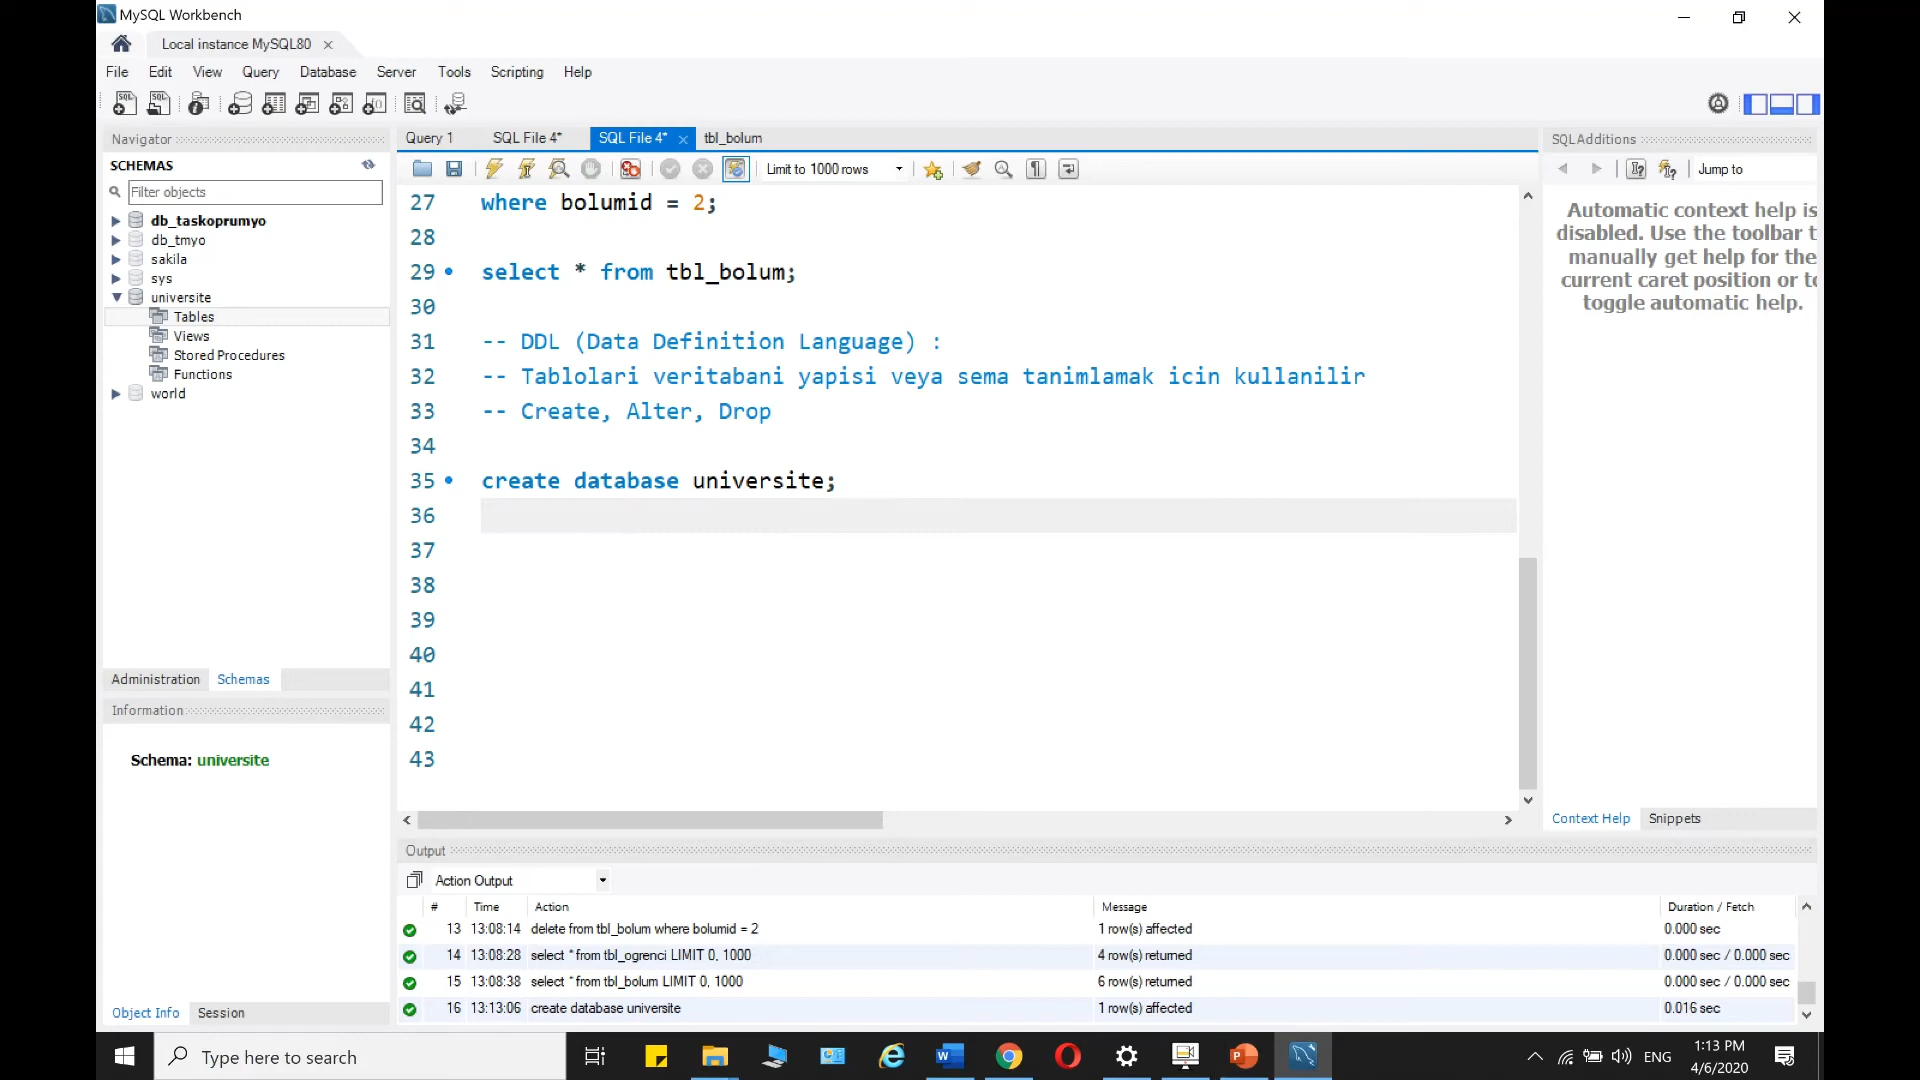 MySQL Workbench
Local instance MySQL80
File Edit View Query Database Server Tools Scripting Help
Navigator
SCHEMAS
Filter objects
db_taskoprumyo
db_tmyo
sakila
sys
universite
Tables
Views
Stored Procedures
Functions
world
Administration Schemas
Information
Schema: universite
Object Info Session
Query 1 SQL File 4* SQL File 4* tbl_bolum
Limit to 1000 rows
27 where bolumid = 2;
28
29 select * from tbl_bolum;
30
31 -- DDL (Data Definition Language) :
32 -- Tablolari veritabani yapisi veya sema tanimlamak icin kullanilir
33 -- Create, Alter, Drop
34
35 create database universite;
36
37
38
39
40
41
42
43
SQLAdditions
Jump to
Automatic context help is
disabled. Use the toolbar t
manually get help for the
current caret position or to
toggle automatic help.
Context Help Snippets
Output
Action Output
# Time Action Message Duration / Fetch
13 13:08:14 delete from tbl_bolum where bolumid = 2 1 row(s) affected 0.000 sec
14 13:08:28 select * from tbl_ogrenci LIMIT 0, 1000 4 row(s) returned 0.000 sec / 0.000 sec
15 13:08:38 select * from tbl_bolum LIMIT 0, 1000 6 row(s) returned 0.000 sec / 0.000 sec
16 13:13:06 create database universite 1 row(s) affected 0.016 sec
Type here to search
ENG
1:13 PM
4/6/2020